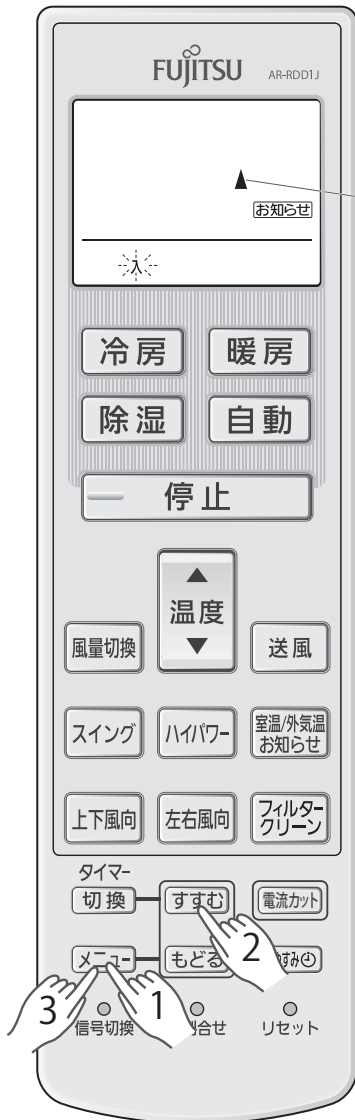 FUJITSU AR-RDD1J
▲
お知らせ
入
冷房 暖房
除湿 自動
停止
▲
温度
▼
風量切換 送風
スイング ハイパワー 室温/外気温
お知らせ
上下風向 左右風向 フィルター
クリーン
タイマー
切換 すすむ 電流カット
メニュー もどる すみ
3 1 2
信号切換 合せ リセット